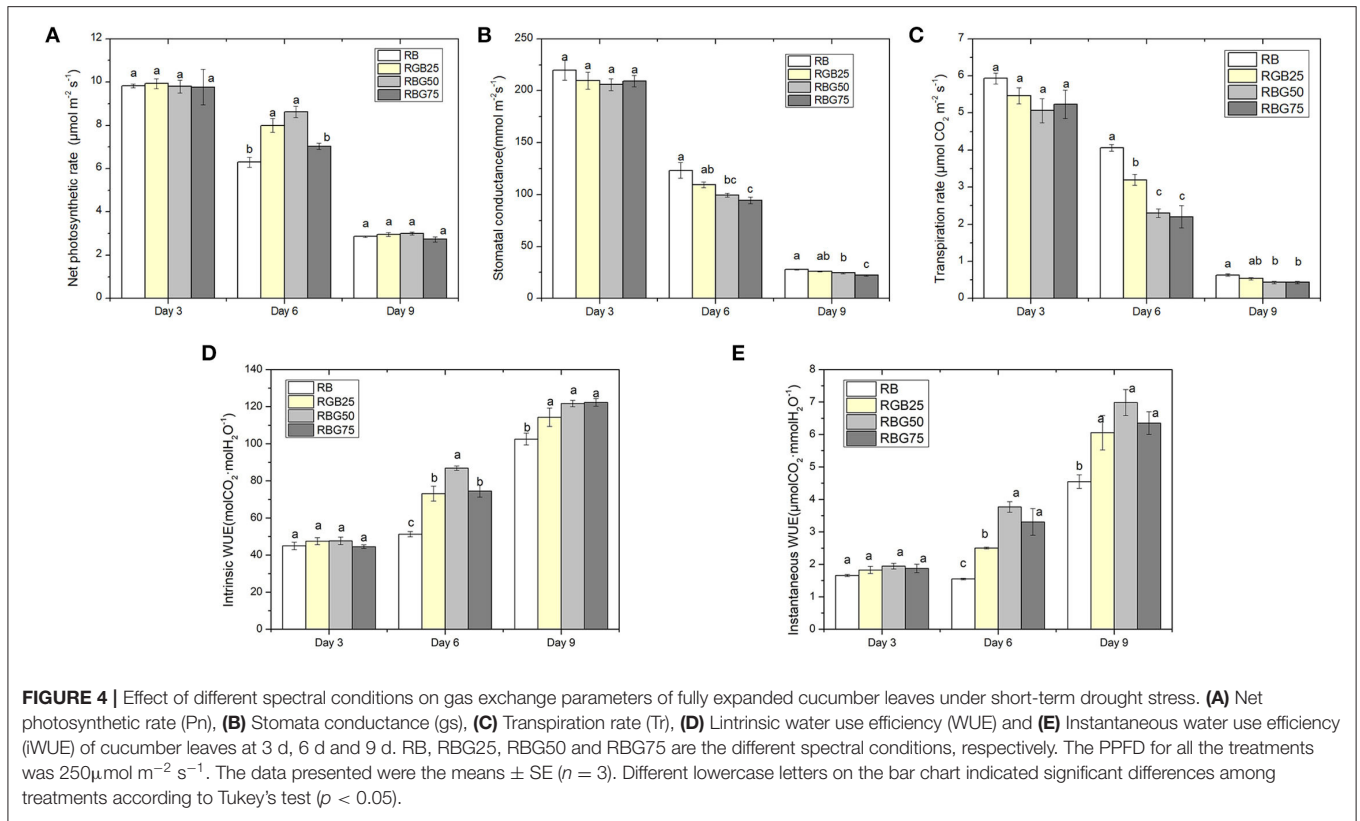 A
Net photosynthetic rate (μmol m⁻² s⁻¹)
12
10
8
6
4
2
0
a a a a
b a a b
a a a a
RB
RGB25
RBG50
RBG75
Day 3 Day 6 Day 9
B
Stomatal conductance(mmol m⁻²s⁻¹)
250
225
200
175
150
125
100
75
50
25
0
a a a a
a ab bc c
a ab b c
RB
RGB25
RBG50
RBG75
Day 3 Day 6 Day 9
C
Transpiration rate (μmol CO₂ m⁻² s⁻¹)
7
6
5
4
3
2
1
0
a a a a
a b c c
a ab b b
RB
RGB25
RBG50
RBG75
Day 3 Day 6 Day 9
D
Intrinsic WUE(molCO₂·molH₂O⁻¹)
140
120
100
80
60
40
20
0
a a a a
c b a b
b a a a
RB
RGB25
RBG50
RBG75
Day 3 Day 6 Day 9
E
Instantaneous WUE(μmolCO₂·mmolH₂O⁻¹)
8
7
6
5
4
3
2
1
0
a a a a
c b a a
b a a a
RB
RGB25
RBG50
RBG75
Day 3 Day 6 Day 9
FIGURE 4 | Effect of different spectral conditions on gas exchange parameters of fully expanded cucumber leaves under short-term drought stress. (A) Net
photosynthetic rate (Pn), (B) Stomata conductance (gs), (C) Transpiration rate (Tr), (D) Lintrinsic water use efficiency (WUE) and (E) Instantaneous water use efficiency
(iWUE) of cucumber leaves at 3 d, 6 d and 9 d. RB, RBG25, RBG50 and RBG75 are the different spectral conditions, respectively. The PPFD for all the treatments
was 250μmol m⁻² s⁻¹. The data presented were the means ± SE (n = 3). Different lowercase letters on the bar chart indicated significant differences among
treatments according to Tukey's test (p < 0.05).